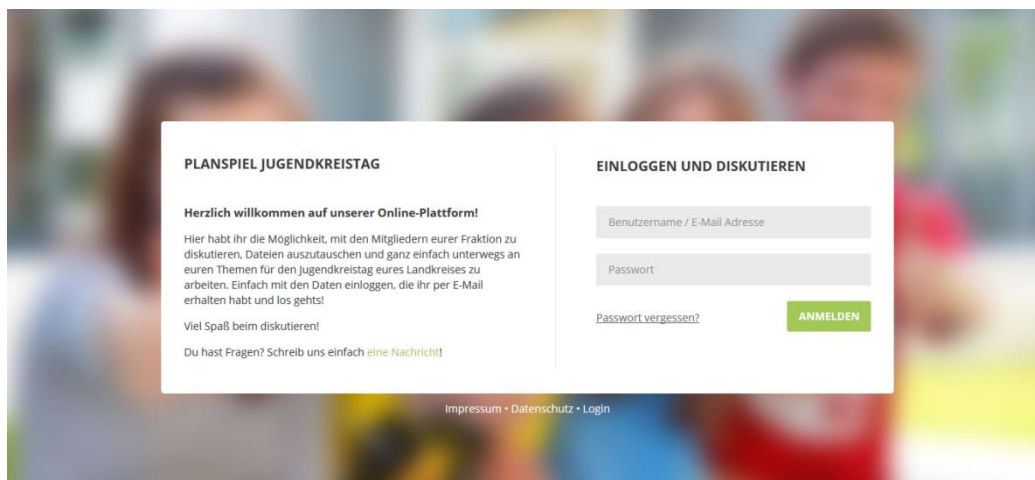 PLANSPIEL JUGENDKREISTAG
Herzlich willkommen auf unserer Online-Plattform!
Hier habt ihr die Möglichkeit, mit den Mitgliedern eurer Fraktion zu
diskutieren, Dateien auszutauschen und ganz einfach unterwegs an
euren Themen für den Jugendkreistag eures Landkreises zu
arbeiten. Einfach mit den Daten einloggen, die ihr per E-Mail
erhalten habt und los gehts!
Viel Spaß beim diskutieren!
Du hast Fragen? Schreib uns einfach eine Nachricht!
EINLOGGEN UND DISKUTIEREN
Benutzername / E-Mail Adresse
Passwort
Passwort vergessen?
ANMELDEN
Impressum • Datenschutz • Login